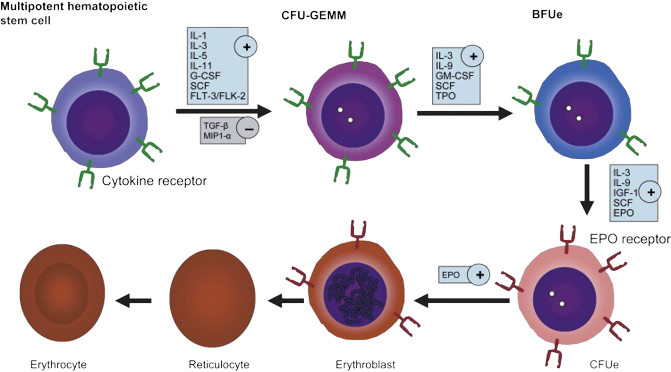 Multipotent hematopoietic
stem cell
CFU-GEMM
BFUe
IL-1
IL-3
IL-5
IL-11
G-CSF
SCF
FLT-3/FLK-2
+
TGF-β
MIP1-α
−
IL-3
IL-9
GM-CSF
SCF
TPO
+
Cytokine receptor
IL-3
IL-9
IGF-1
SCF
EPO
+
EPO receptor
EPO
+
Erythrocyte
Reticulocyte
Erythroblast
CFUe